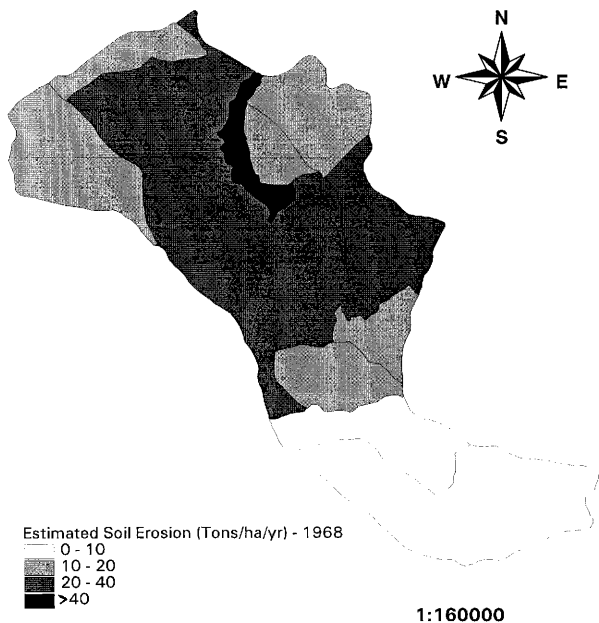 N
W E
S
Estimated Soil Erosion (Tons/ha/yr) - 1968
0 - 10
10 - 20
20 - 40
>40
1:160000